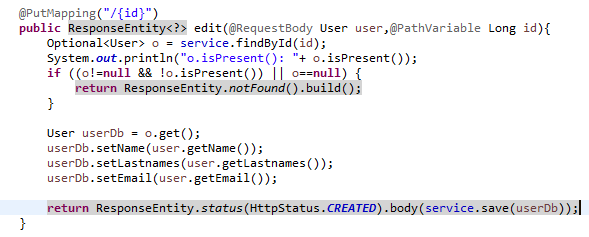 @PutMapping("/{id}")
public ResponseEntity<?> edit(@RequestBody User user,@PathVariable Long id){
Optional<User> o = service.findById(id);
System.out.println("o.isPresent(): "+ o.isPresent());
if ((o!=null && !o.isPresent()) || o==null) {
return ResponseEntity.notFound().build();
}
User userDb = o.get();
userDb.setName(user.getName());
userDb.setLastnames(user.getLastnames());
userDb.setEmail(user.getEmail());
return ResponseEntity.status(HttpStatus.CREATED).body(service.save(userDb));
}